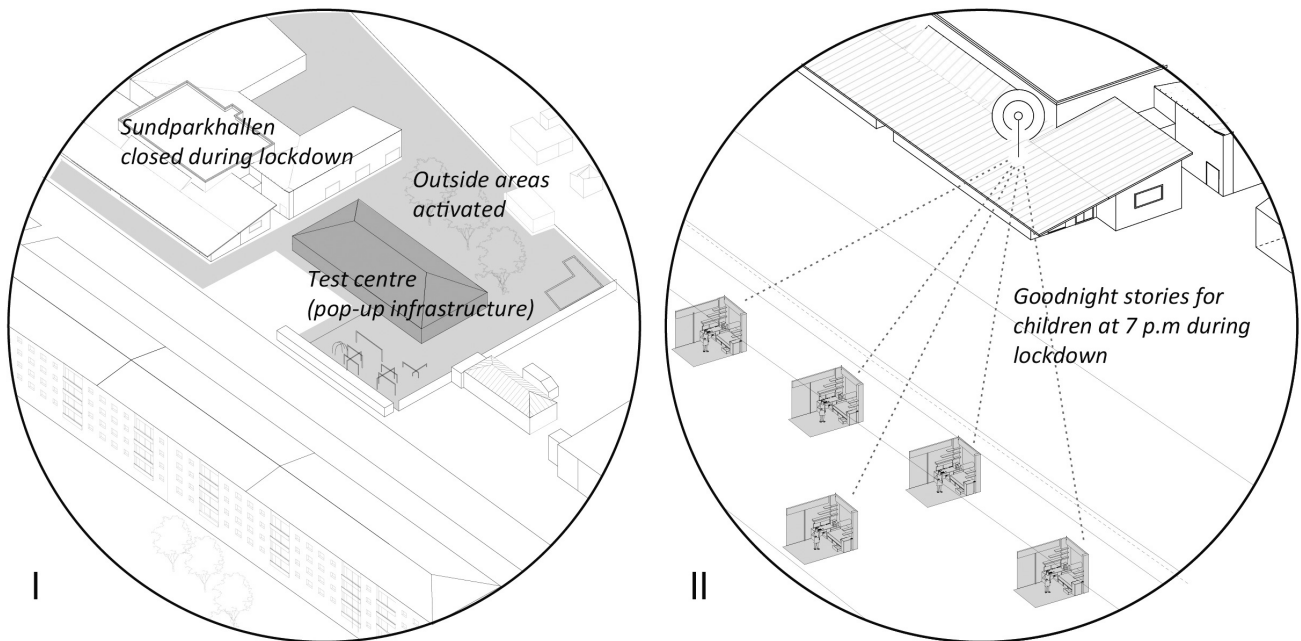 Sundparkhallen
closed during lockdown
Outside areas
activated
Test centre
(pop-up infrastructure)
I
Goodnight stories for
children at 7 p.m during
lockdown
II